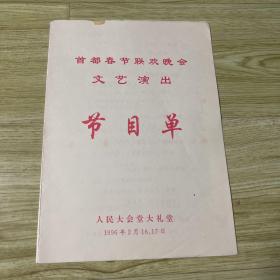 首都春节联欢晚会
文艺演出
节目单
人民大会堂大礼堂
1996年2月16、17日